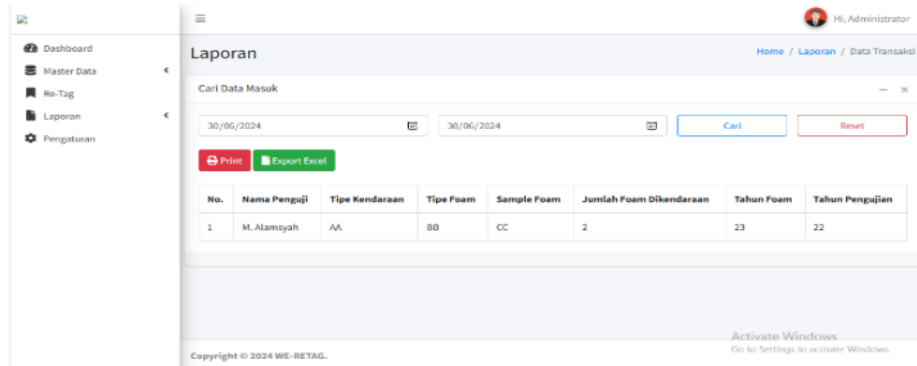 Hi, Administrator
Dashboard
Master Data
Re-Tag
Laporan
Pengaturan
Laporan
Home / Laporan / Data Transaksi
Cari Data Masuk
30/06/2024 30/06/2024 Cari Reset
Print Export Excel
No. Nama Penguji Tipe Kendaraan Tipe Foam Sample Foam Jumlah Foam Dikendaraan Tahun Foam Tahun Pengujian
1 M. Alamsyah AA BB CC 2 23 22
Activate Windows
Go to Settings to activate Windows.
Copyright © 2024 WE-RETAG.